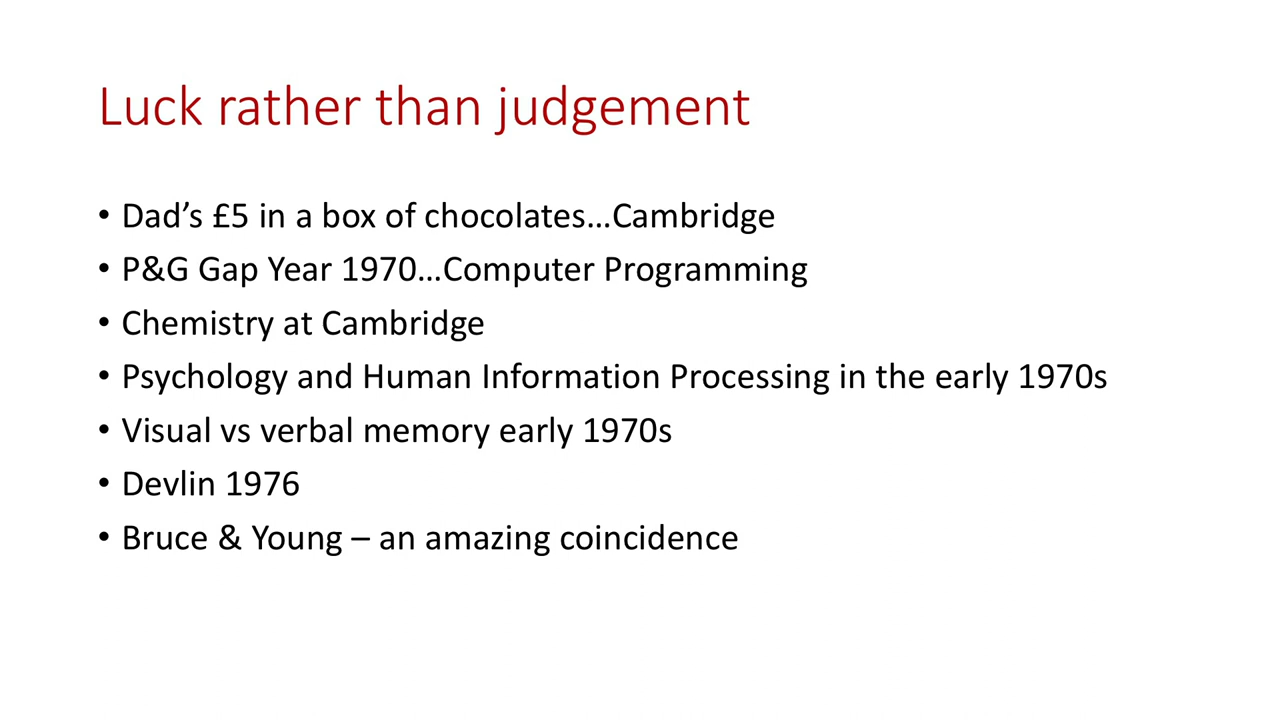 Luck rather than judgement
• Dad’s £5 in a box of chocolates…Cambridge
• P&G Gap Year 1970…Computer Programming
• Chemistry at Cambridge
• Psychology and Human Information Processing in the early 1970s
• Visual vs verbal memory early 1970s
• Devlin 1976
• Bruce & Young – an amazing coincidence